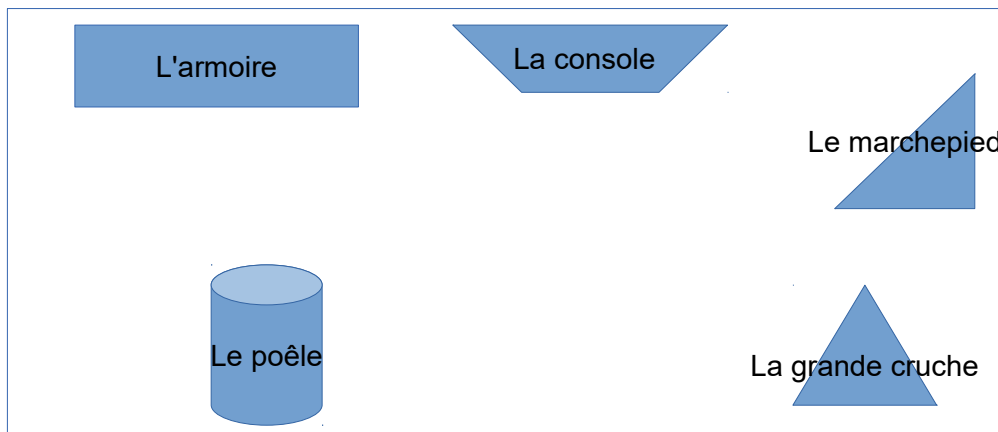 L'armoire
La console
Le marchepied
Le poêle
La grande cruche